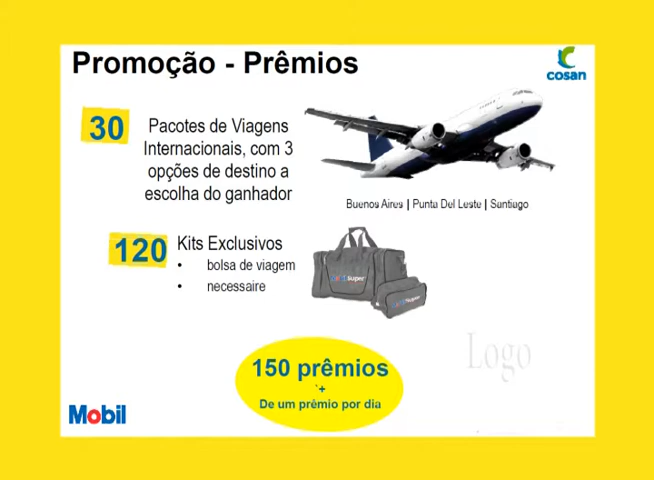 Promoção - Prêmios
cosan
30
Pacotes de Viagens
Internacionais, com 3
opções de destino a
escolha do ganhador
Buenos Aires | Punta Del Leste | Santiago
120
Kits Exclusivos
• bolsa de viagem
• necessaire
super
150 prêmios
`+
De um prêmio por dia
Logo
Mobil